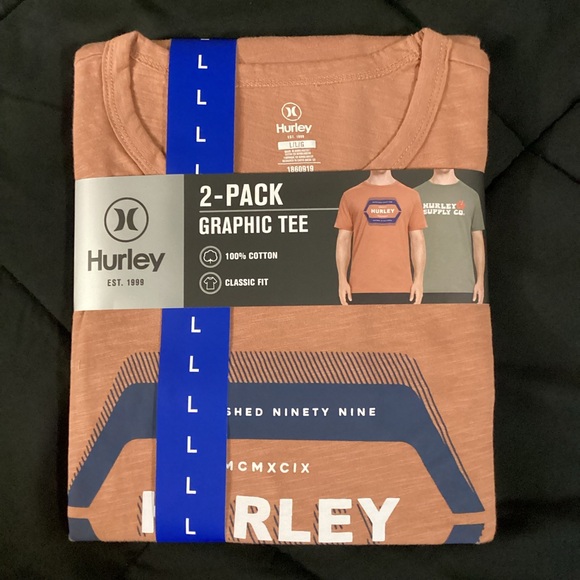 L
L
L
L
L
Hurley
EST. 1999
L/L/G
1860919
Hurley
EST. 1999
2-PACK
GRAPHIC TEE
100% COTTON
CLASSIC FIT
HURLEY
HURLEY
SUPPLY CO.
L
L
L
L
L
L
SHED NINETY NINE
MCMXCIX
H RLEY